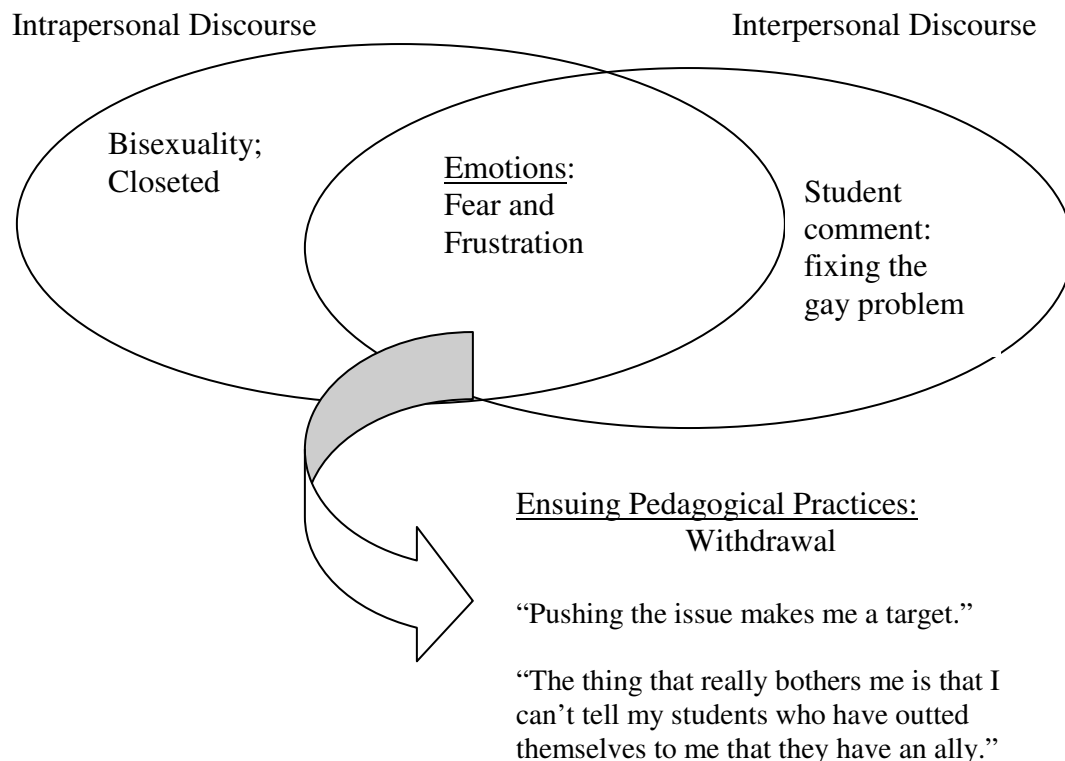 Intrapersonal Discourse
Interpersonal Discourse
Bisexuality;
Closeted
Emotions:
Fear and
Frustration
Student
comment:
fixing the
gay problem
Ensuing Pedagogical Practices:
Withdrawal
“Pushing the issue makes me a target.”
“The thing that really bothers me is that I
can’t tell my students who have outted
themselves to me that they have an ally.”